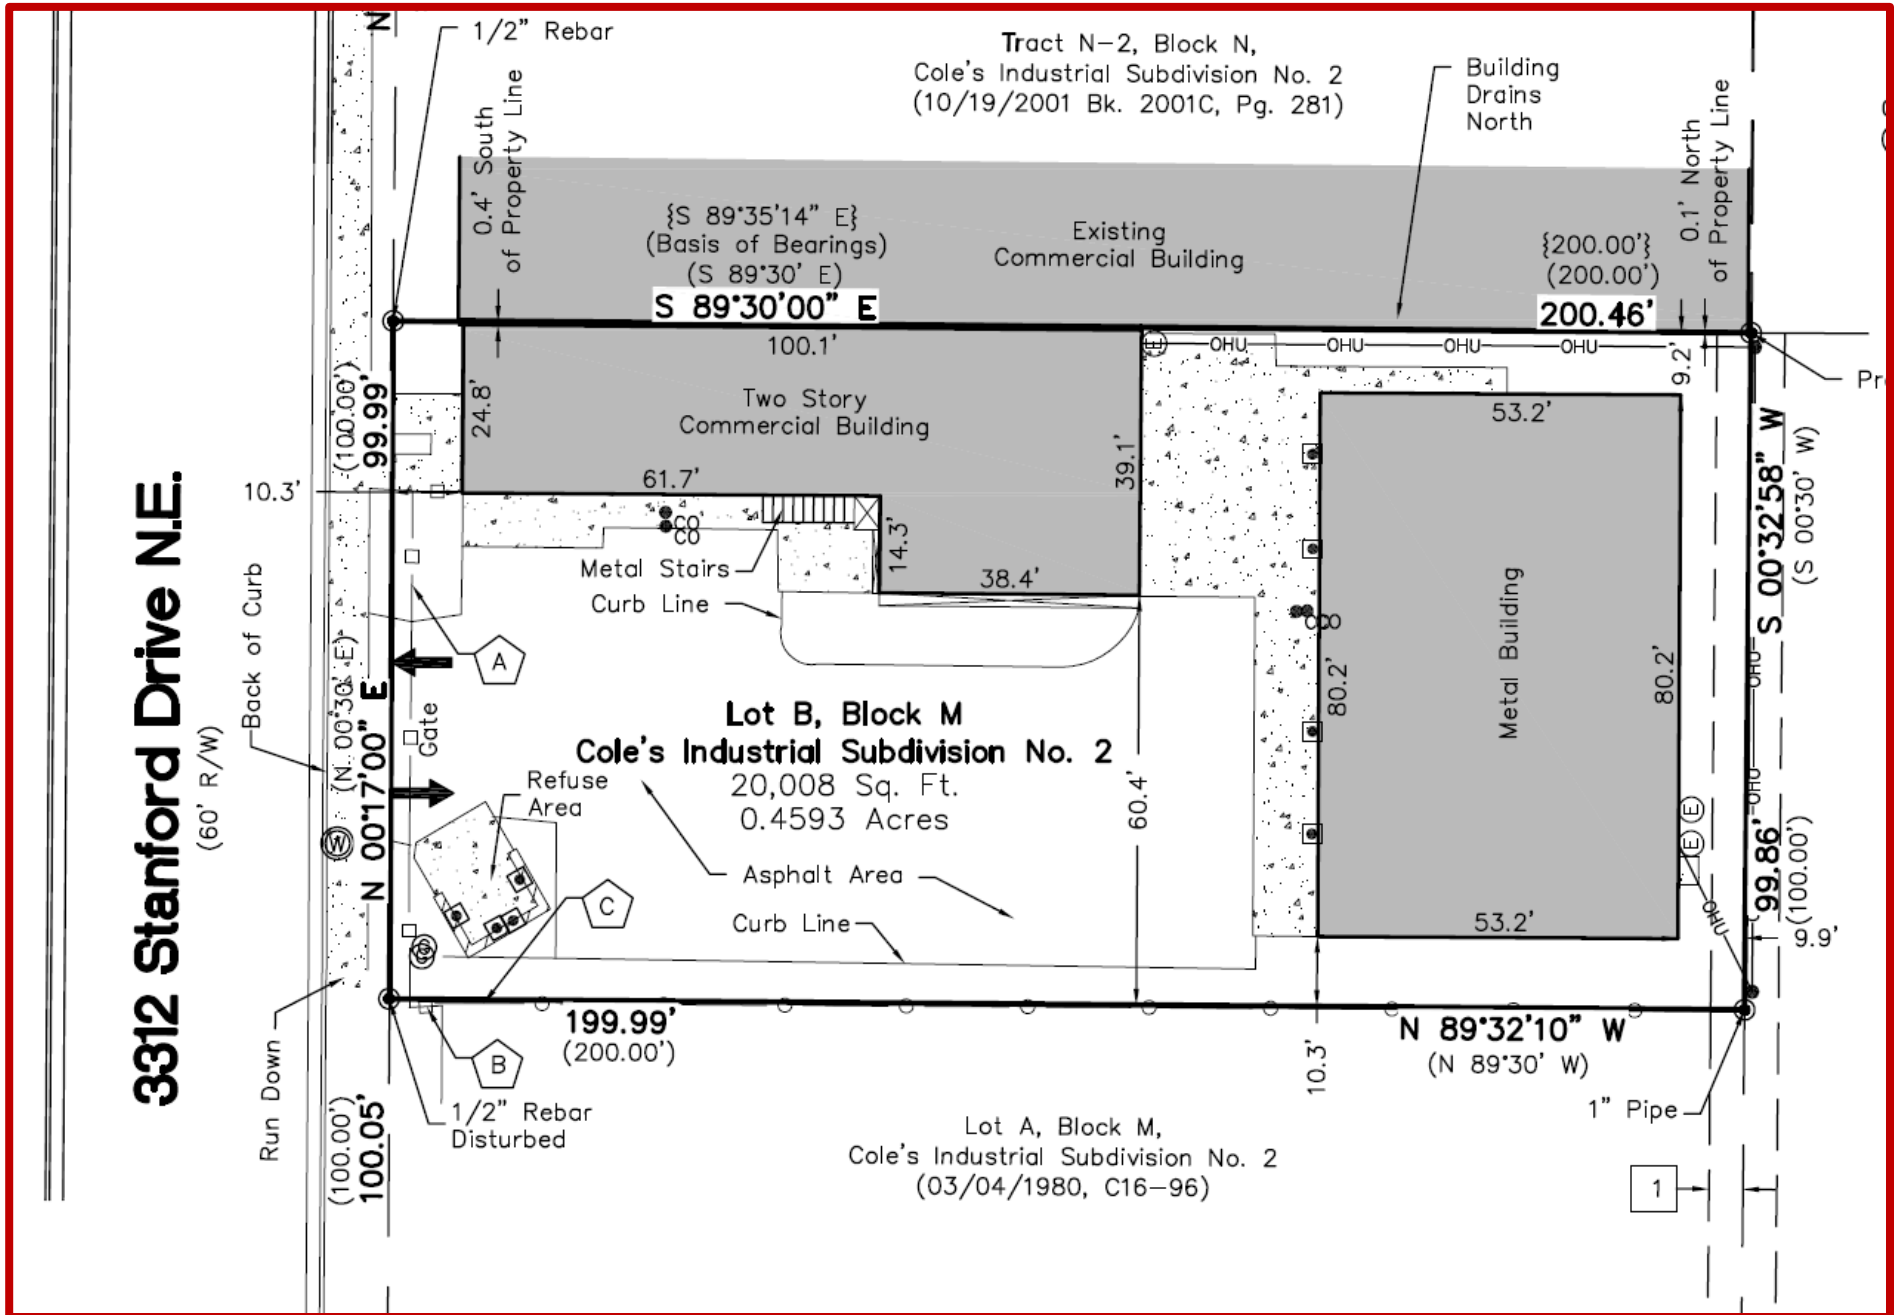 N
1/2" Rebar
Tract N-2, Block N,
Cole's Industrial Subdivision No. 2
(10/19/2001 Bk. 2001C, Pg. 281)
Building
Drains
North
0.4' South
of Property Line
0.1' North
of Property Line
{S 89°35'14" E}
(Basis of Bearings)
(S 89°30' E)
S 89°30'00" E
Existing
Commercial Building
{200.00'}
(200.00')
200.46'
100.1'
E
OHU
OHU
OHU
OHU
9.2'
Pr
(100.00')
99.99'
24.8'
Two Story
Commercial Building
39.1'
53.2'
S 00°32'58" W
(S 00°30' W)
10.3'
61.7'
CO
CO
14.3'
Metal Stairs
38.4'
Curb Line
3312 Stanford Drive N.E.
(60' R/W)
Back of Curb
(N 00°30' E)
N 00°17'00" E
A
Gate
CO
80.2'
Metal Building
80.2'
OHU
Lot B, Block M
Cole's Industrial Subdivision No. 2
20,008 Sq. Ft.
0.4593 Acres
Refuse
Area
60.4'
OHU
W
E
E
99.86'
(100.00')
Asphalt Area
C
Curb Line
53.2'
OHU
9.9'
Run Down
199.99'
(200.00')
N 89°32'10" W
(N 89°30' W)
10.3'
B
1/2" Rebar
Disturbed
(100.00')
100.05'
1" Pipe
Lot A, Block M,
Cole's Industrial Subdivision No. 2
(03/04/1980, C16-96)
1